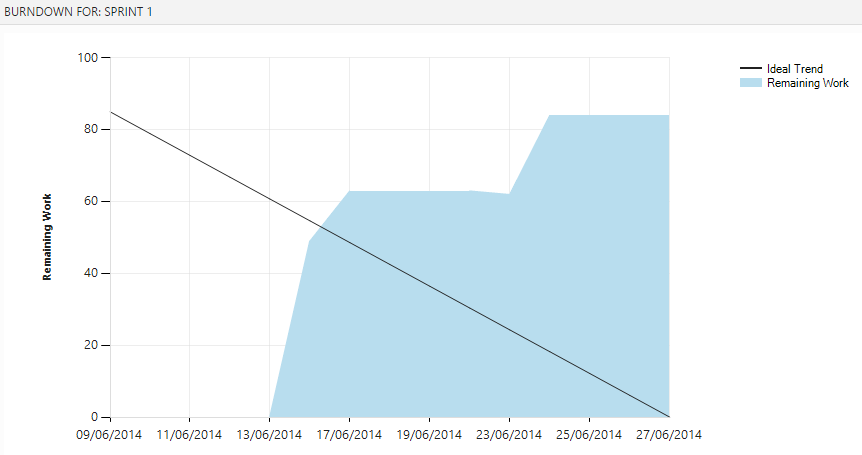 BURNDOWN FOR: SPRINT 1
100
80
60
40
20
0
Remaining Work
09/06/2014 11/06/2014 13/06/2014 17/06/2014 19/06/2014 23/06/2014 25/06/2014 27/06/2014
Ideal Trend
Remaining Work